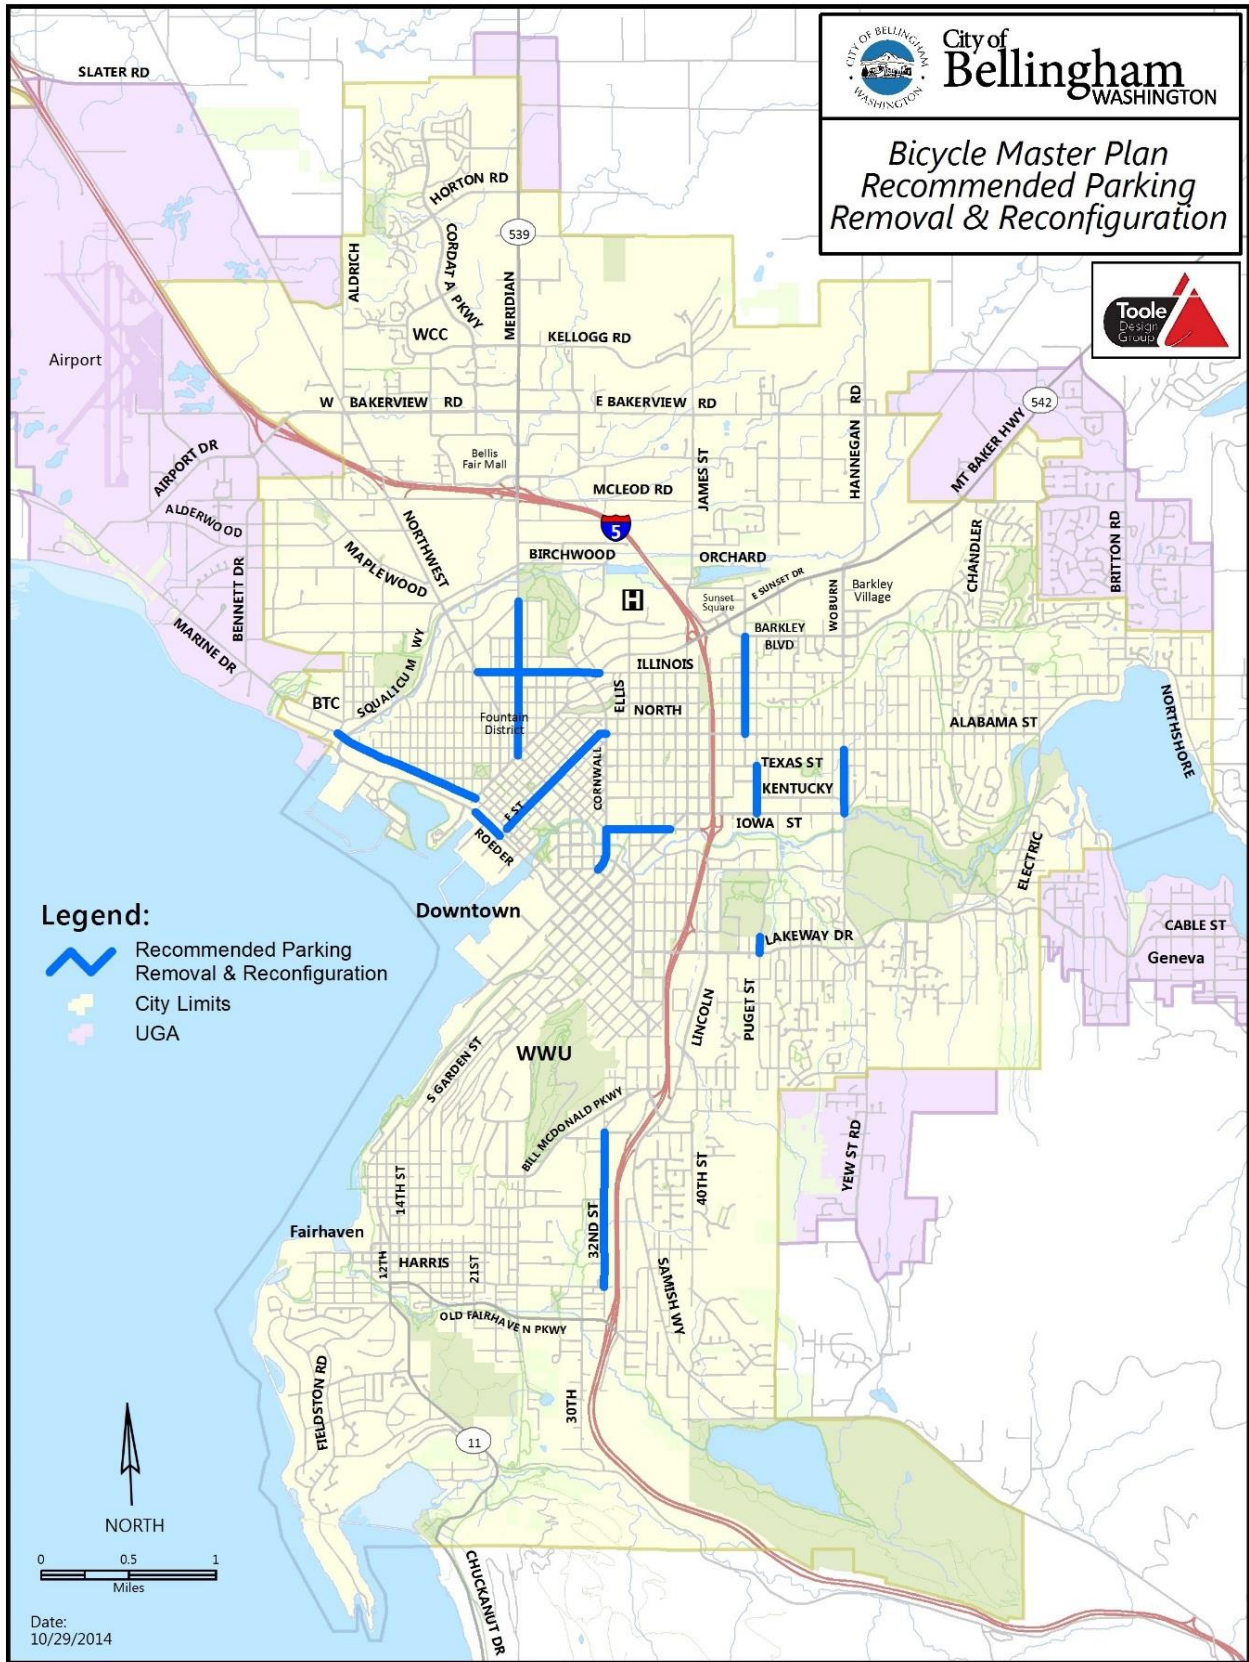 CITY OF BELLINGHAM
WASHINGTON
City of
Bellingham
WASHINGTON
Bicycle Master Plan
Recommended Parking
Removal & Reconfiguration
Toole
Design
Group
SLATER RD
HORTON RD
539
ALDRICH
CORDATA PKWY
MERIDIAN
WCC
KELLOGG RD
Airport
W BAKERVIEW RD
E BAKERVIEW RD
HANNEGAN RD
542
MT BAKER HWY
AIRPORT DR
Bellis
Fair Mall
MCLEOD RD
JAMES ST
ALDERWOOD
NORTHWEST
5
MAPLEWOOD
BIRCHWOOD
ORCHARD
CHANDLER
BRITTON RD
BENNETT DR
H
Sunset
Square
E SUNSET DR
WOBURN
Barkley
Village
MARINE DR
SQUALICUM WY
BARKLEY
BLVD
ILLINOIS
BTC
ELLIS
NORTH
Fountain
District
ALABAMA ST
NORTHSHORE
CORNWALL
TEXAS ST
KENTUCKY
F ST
IOWA ST
ROEDER
ELECTRIC
Downtown
LAKEWAY DR
CABLE ST
Geneva
Legend:
Recommended Parking
Removal & Reconfiguration
City Limits
UGA
LINCOLN
PUGET ST
WWU
S GARDEN ST
BILL MCDONALD PKWY
YEW ST RD
14TH ST
40TH ST
Fairhaven
32ND ST
12TH
HARRIS
21ST
SAMISH WY
OLD FAIRHAVEN PKWY
FIELDSTON RD
30TH
11
NORTH
0 0.5 1
Miles
CHUCKANUT DR
Date:
10/29/2014